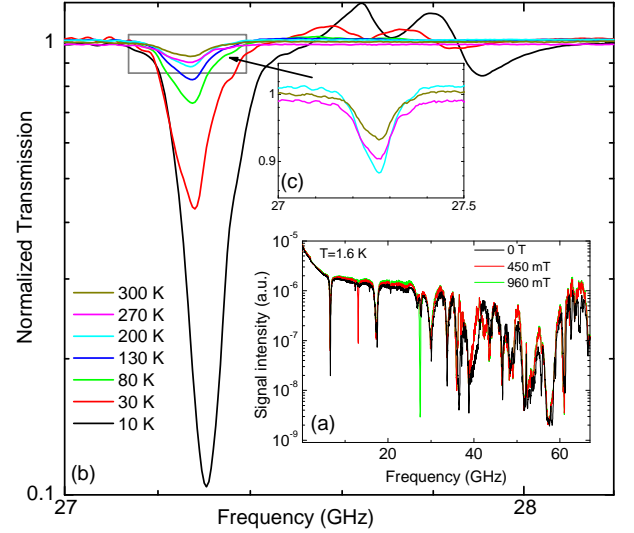 1
Normalized Transmission
0.1
27
28
Frequency (GHz)
(b)
300 K
270 K
200 K
130 K
80 K
30 K
10 K
1
0.9
27
27.5
(c)
T=1.6 K
0 T
450 mT
960 mT
Signal intensity (a.u.)
10⁻⁵
10⁻⁶
10⁻⁷
10⁻⁸
10⁻⁹
20
40
60
Frequency (GHz)
(a)